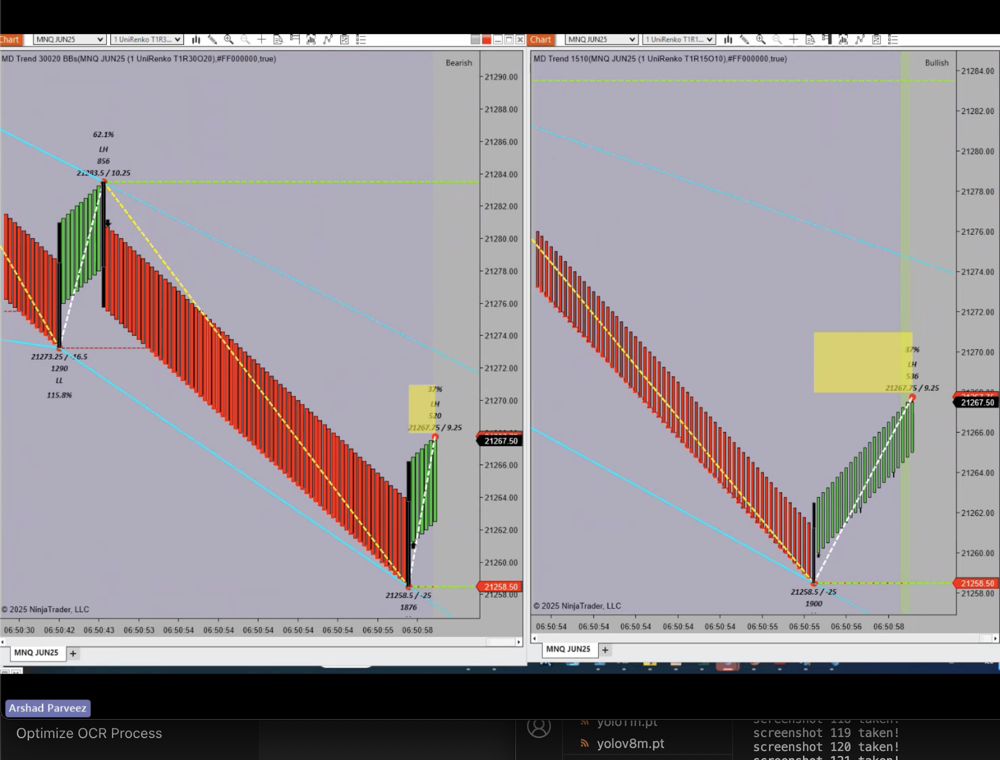 Chart
MNQ JUN25
1 UniRenko T1R3...
MD Trend 30020 BBs(MNQ JUN25 (1 UniRenko T1R30O20),#FF000000,true)
Bearish
21290.00
21288.00
21286.00
21284.00
21282.00
21280.00
21278.00
21276.00
21274.00
21272.00
21270.00
21267.50
21266.00
21264.00
21262.00
21260.00
21258.50
21258.00
62.1%
LH
856
21283.5 / 10.25
21273.25 / -16.5
1290
LL
115.8%
37%
LH
520
21267.75 / 9.25
21258.5 / -25
1876
© 2025 NinjaTrader, LLC
06:50:30 06:50:42 06:50:43 06:50:53 06:50:54 06:50:54 06:50:54 06:50:54 06:50:55 06:50:58
MNQ JUN25
+
Chart
MNQ JUN25
1 UniRenko T1R1...
MD Trend 1510(MNQ JUN25 (1 UniRenko T1R15O10),#FF000000,true)
Bullish
21284.00
21282.00
21280.00
21278.00
21276.00
21274.00
21272.00
21270.00
21267.50
21266.00
21264.00
21262.00
21260.00
21258.50
21258.00
37%
LH
536
21267.75 / 9.25
21258.5 / -25
1900
© 2025 NinjaTrader, LLC
06:50:54 06:50:54 06:50:54 06:50:54 06:50:55 06:50:55 06:50:58 06:50:58
MNQ JUN25
+
Arshad Parveez
Optimize OCR Process
yolo11n.pt
yolov8m.pt
screenshot 118 taken!
screenshot 119 taken!
screenshot 120 taken!
screenshot 121 taken!